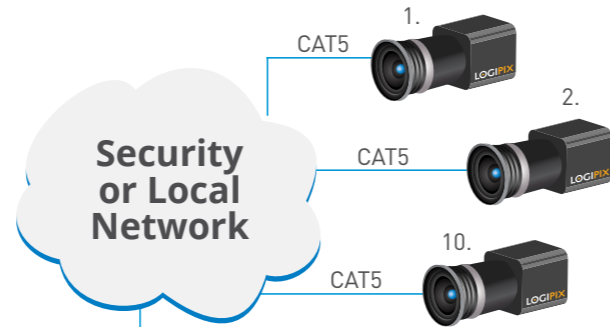 1.
CAT5
LOGIPIX
2.
CAT5
LOGIPIX
Security
or Local
Network
10.
CAT5
LOGIPIX